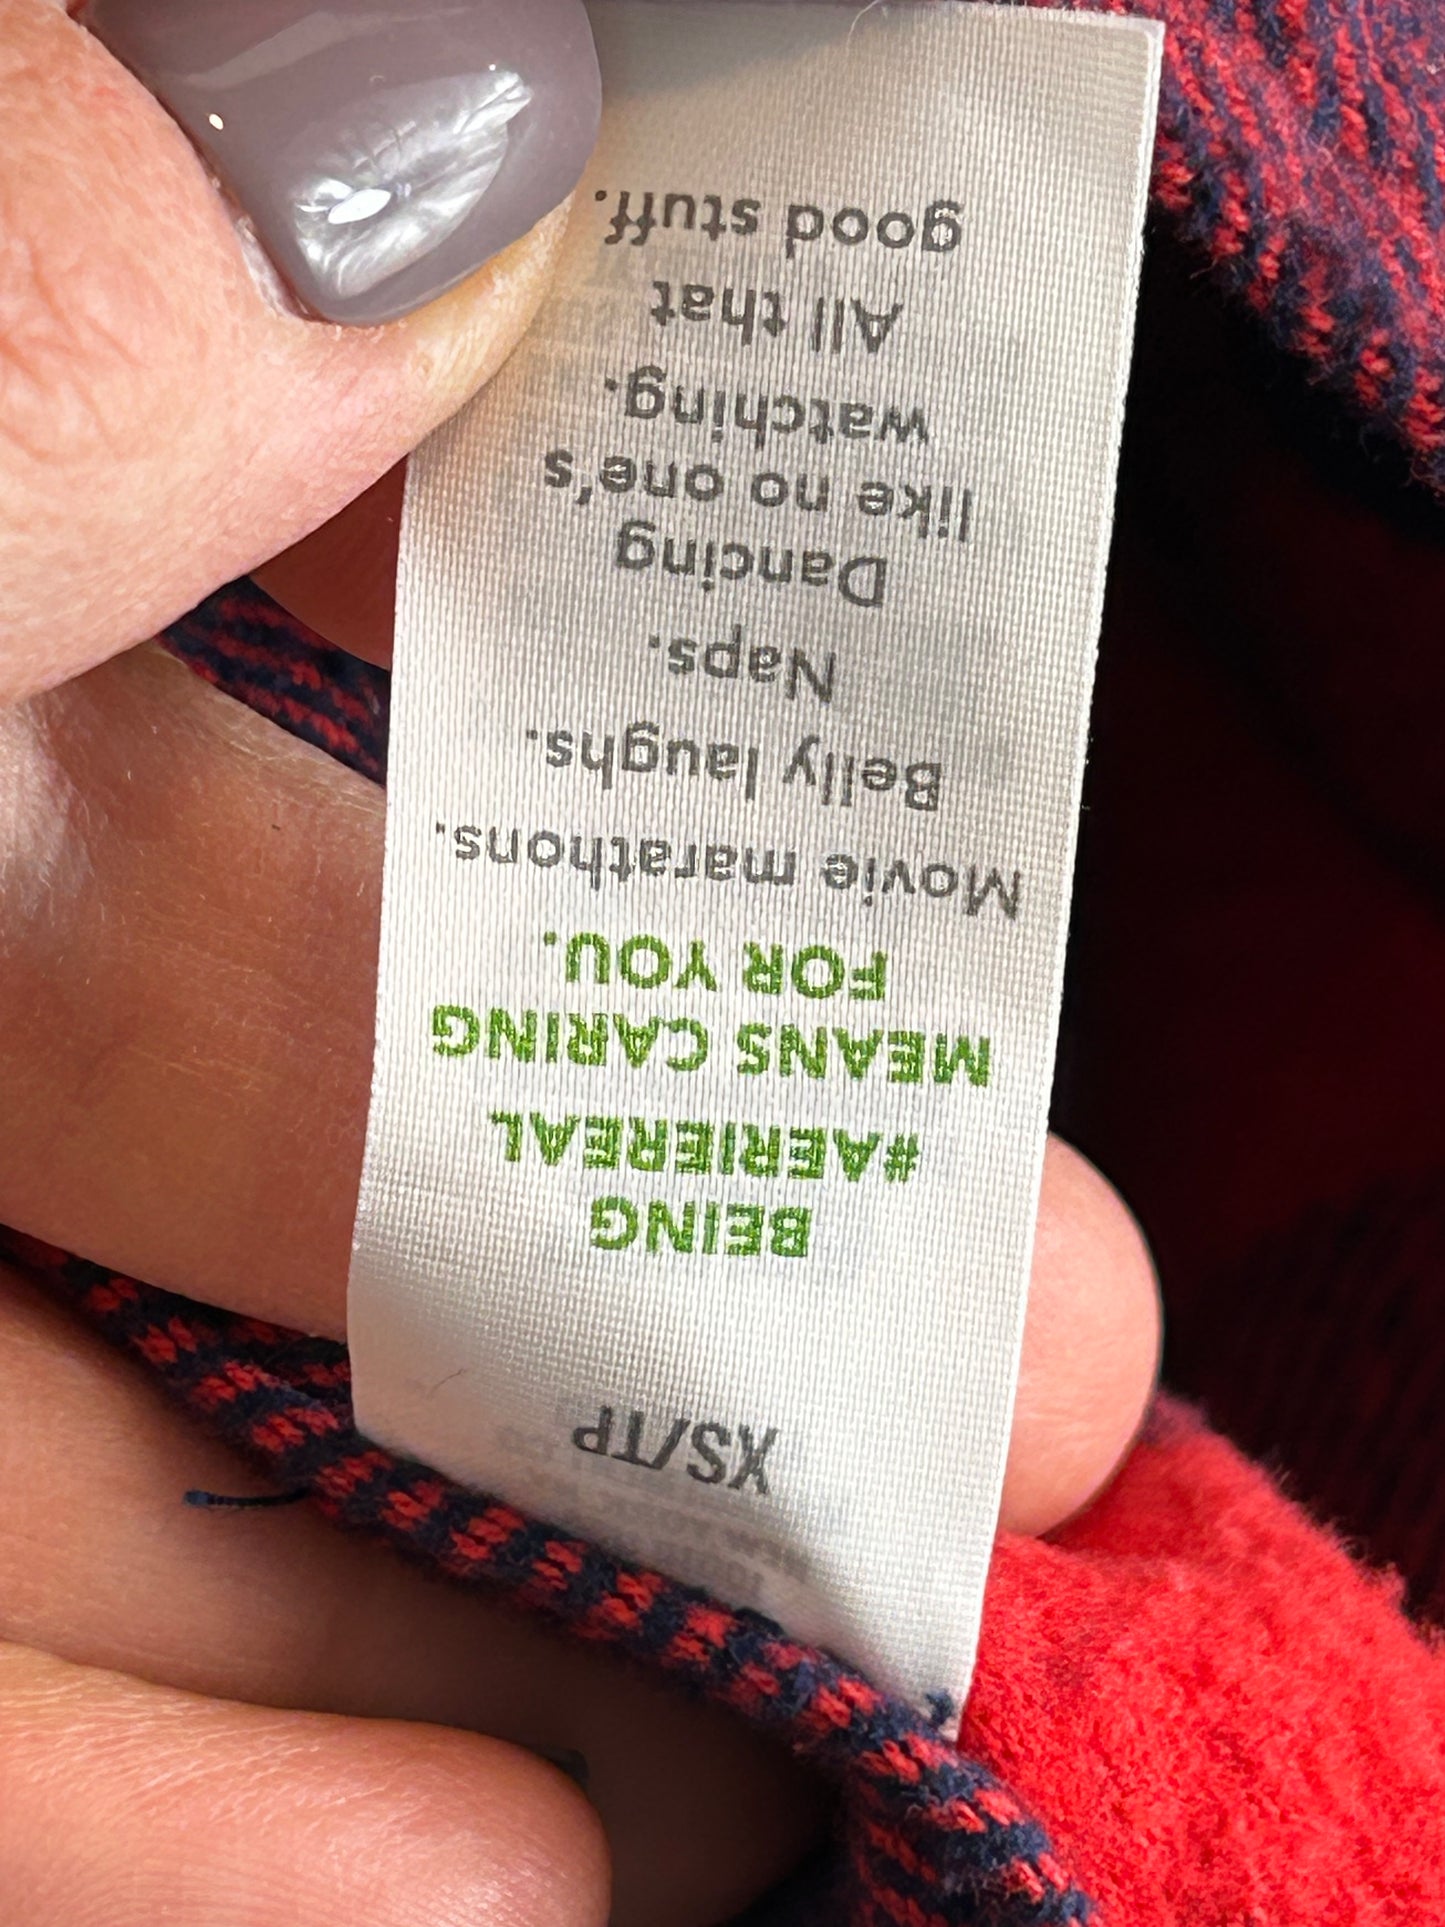 XS/TP
BEING
#AERIEREAL
MEANS CARING
FOR YOU.
Movie marathons.
Belly laughs.
Naps.
Dancing
like no one's
watching.
All that
good stuff.